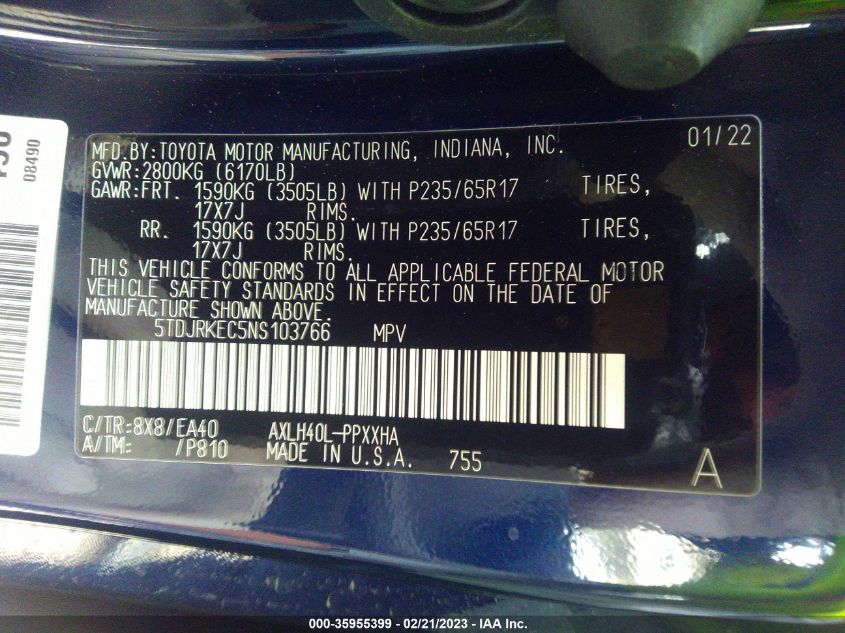 08490
MFD.BY:TOYOTA MOTOR MANUFACTURING, INDIANA, INC. 01/22
GVWR:2800KG (6170LB)
GAWR:FRT. 1590KG (3505LB) WITH P235/65R17 TIRES,
17X7J RIMS.
RR. 1590KG (3505LB) WITH P235/65R17 TIRES,
17X7J RIMS.
THIS VEHICLE CONFORMS TO ALL APPLICABLE FEDERAL MOTOR
VEHICLE SAFETY STANDARDS IN EFFECT ON THE DATE OF
MANUFACTURE SHOWN ABOVE.
5TDJRKEC5NS103766 MPV
C/TR:8X8/EA40 AXLH40L-PPXXHA
A/TM: /P810 MADE IN U.S.A. 755 A
000-35955399 - 02/21/2023 - IAA Inc.